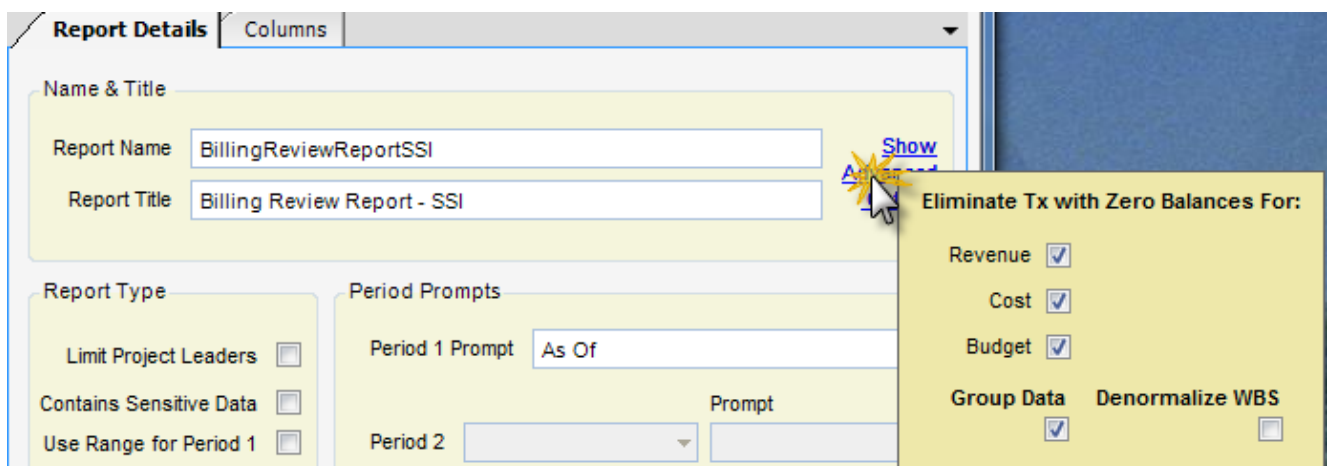 Report Details
Columns
Name & Title
Report Name
BillingReviewReportSSI
Show
Report Title
Billing Review Report - SSI
Eliminate Tx with Zero Balances For:
Revenue
Cost
Budget
Group Data
Denormalize WBS
Report Type
Limit Project Leaders
Contains Sensitive Data
Use Range for Period 1
Period Prompts
Period 1 Prompt
As Of
Prompt
Period 2